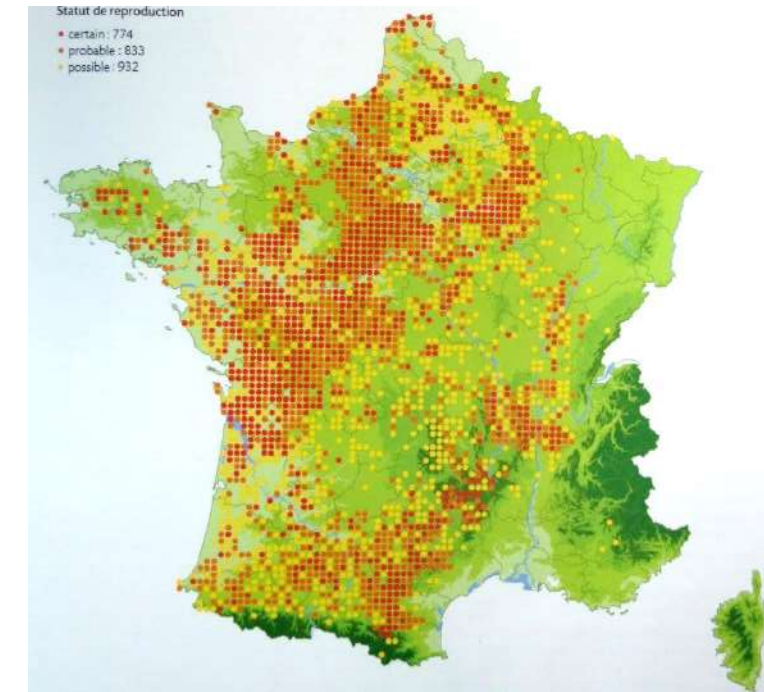 Statut de reproduction
• certain : 774
• probable : 833
• possible : 932